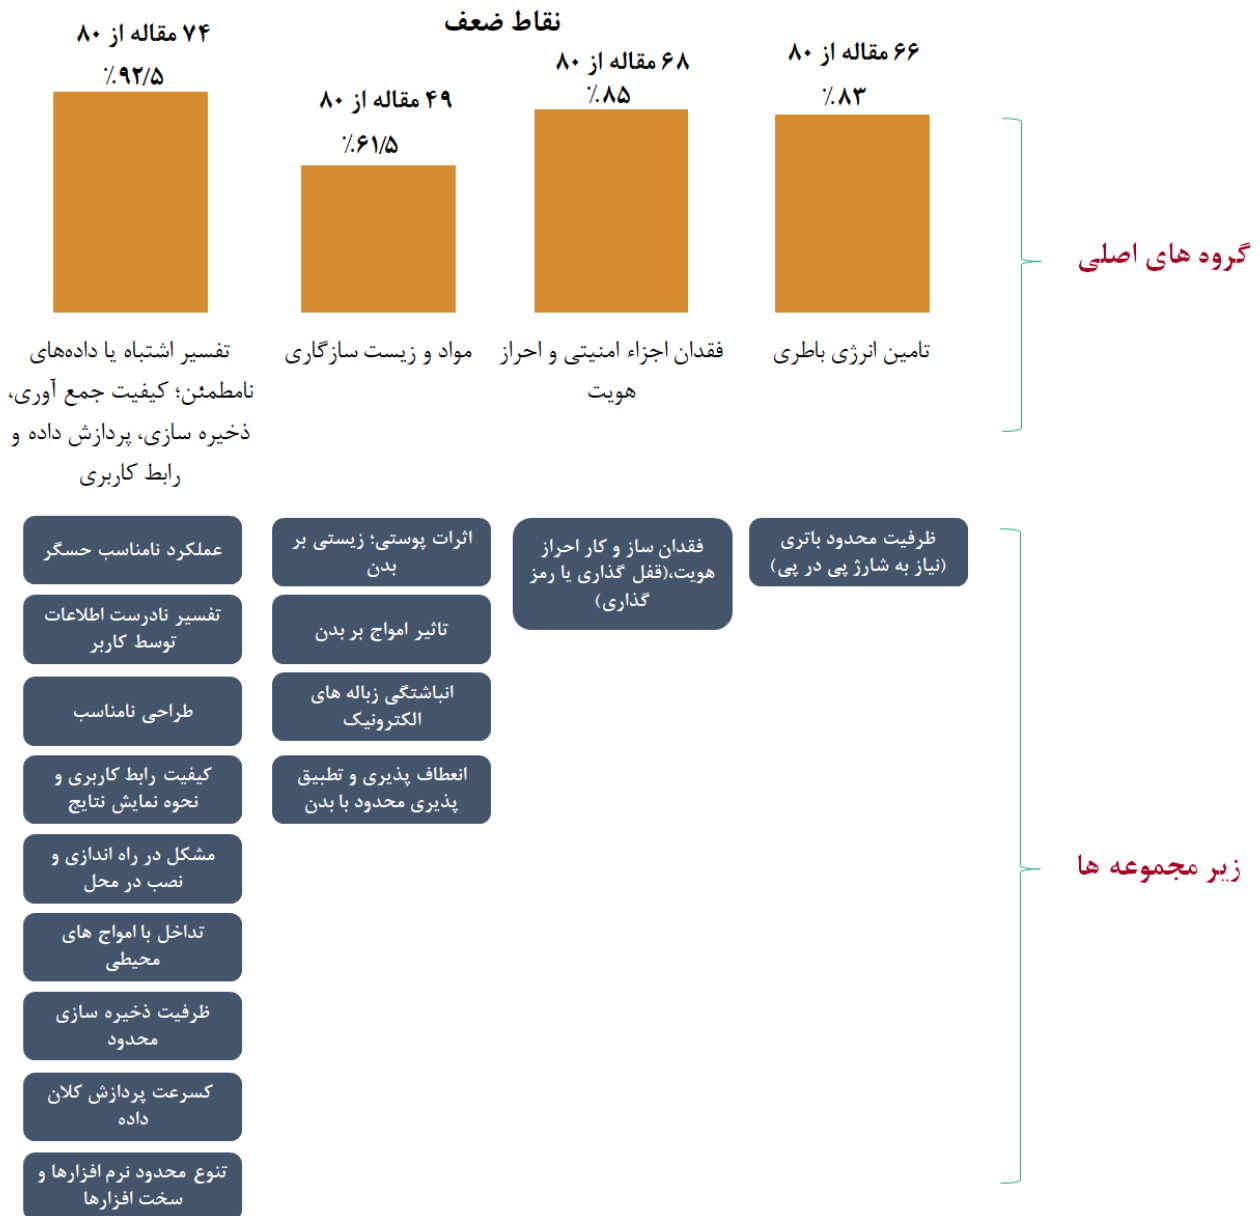 نقاط ضعف
۶۶ مقاله از ۸۰
٪۸۳
۶۸ مقاله از ۸۰
٪۸۵
۴۹ مقاله از ۸۰
٪۶۱/۵
۷۴ مقاله از ۸۰
٪۹۲/۵
گروه های اصلی
تامین انرژی باطری
فقدان اجزاء امنیتی و احراز
هویت
مواد و زیست سازگاری
تفسیر اشتباه یا داده‌های
نامطمئن؛ کیفیت جمع آوری،
ذخیره سازی، پردازش داده و
رابط کاربری
زیر مجموعه ها
ظرفیت محدود باتری
(نیاز به شارژ پی در پی)
فقدان ساز و کار احراز
هویت،(قفل گذاری یا رمز
گذاری)
اثرات پوستی؛ زیستی بر
بدن
تاثیر امواج بر بدن
انباشتگی زباله های
الکترونیک
انعطاف پذیری و تطبیق
پذیری محدود با بدن
عملکرد نامناسب حسگر
تفسیر نادرست اطلاعات
توسط کاربر
طراحی نامناسب
کیفیت رابط کاربری و
نحوه نمایش نتایج
مشکل در راه اندازی و
نصب در محل
تداخل با امواج های
محیطی
ظرفیت ذخیره سازی
محدود
کسرعت پردازش کلان
داده
تنوع محدود نرم افزارها و
سخت افزارها